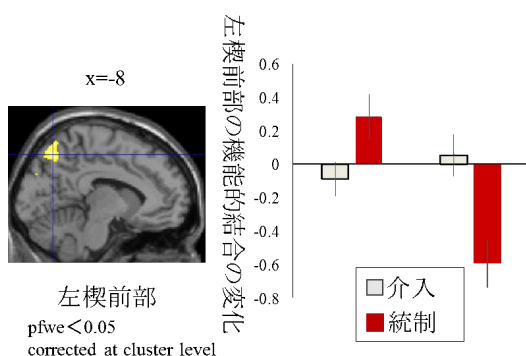 x=-8
左楔前部
pfwe<0.05
corrected at cluster level
左楔前部の機能的結合の変化
0.6
0.4
0.2
0
-0.2
-0.4
-0.6
-0.8
介入
統制